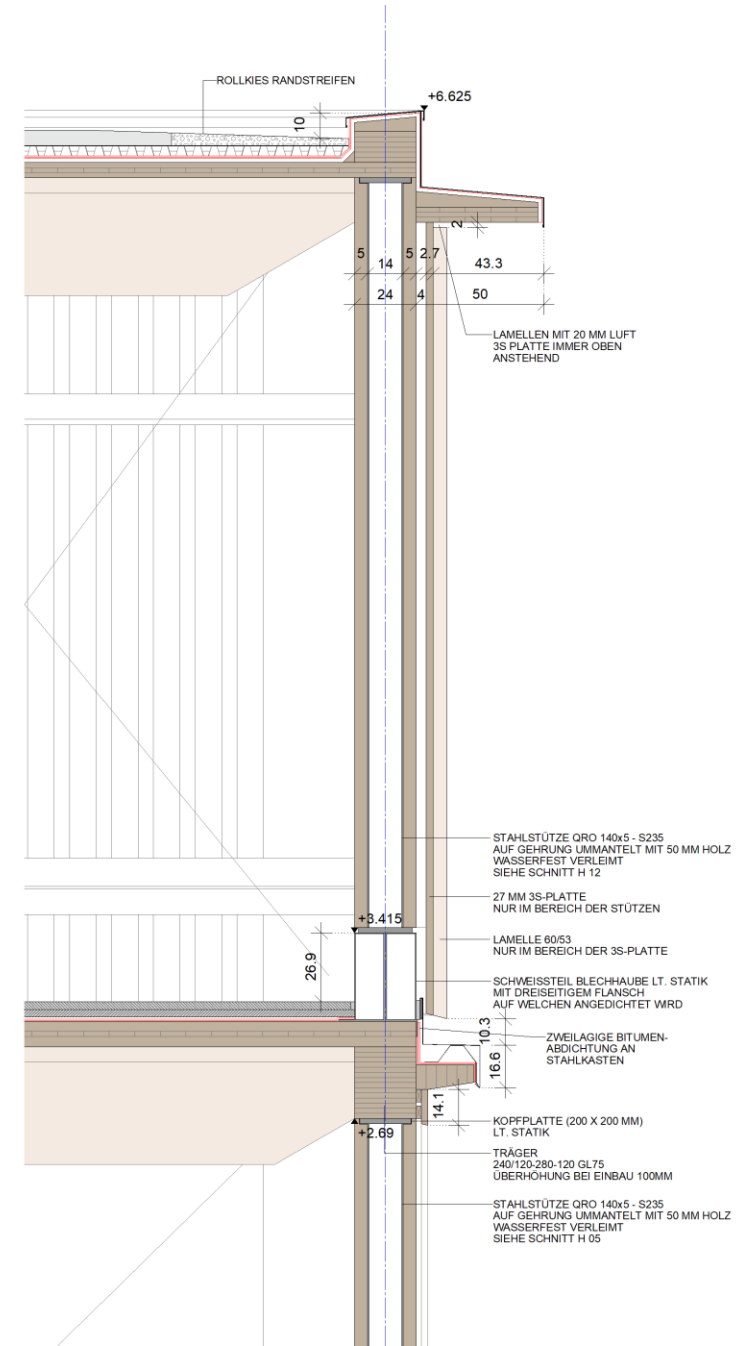 ROLLKIES RANDSTREIFEN
+6.625
10
2
5 14 5 2.7 43.3
24 4 50
LAMELLEN MIT 20 MM LUFT
3S PLATTE IMMER OBEN
ANSTEHEND
STAHLSTÜTZE QRO 140x5 - S235
AUF GEHRUNG UMMANTELT MIT 50 MM HOLZ
WASSERFEST VERLEIMT
SIEHE SCHNITT H 12
27 MM 3S-PLATTE
NUR IM BEREICH DER STÜTZEN
+3.415
LAMELLE 60/53
NUR IM BEREICH DER 3S-PLATTE
26.9
SCHWEISSTEIL BLECHHAUBE LT. STATIK
MIT DREISEITIGEM FLANSCH
AUF WELCHEN ANGEDICHTET WIRD
10.3
ZWEILAGIGE BITUMEN-
ABDICHTUNG AN
STAHLKASTEN
16.6
14.1
KOPFPLATTE (200 X 200 MM)
LT. STATIK
+2.69
TRÄGER
240/120-280-120 GL75
ÜBERHÖHUNG BEI EINBAU 100MM
STAHLSTÜTZE QRO 140x5 - S235
AUF GEHRUNG UMMANTELT MIT 50 MM HOLZ
WASSERFEST VERLEIMT
SIEHE SCHNITT H 05